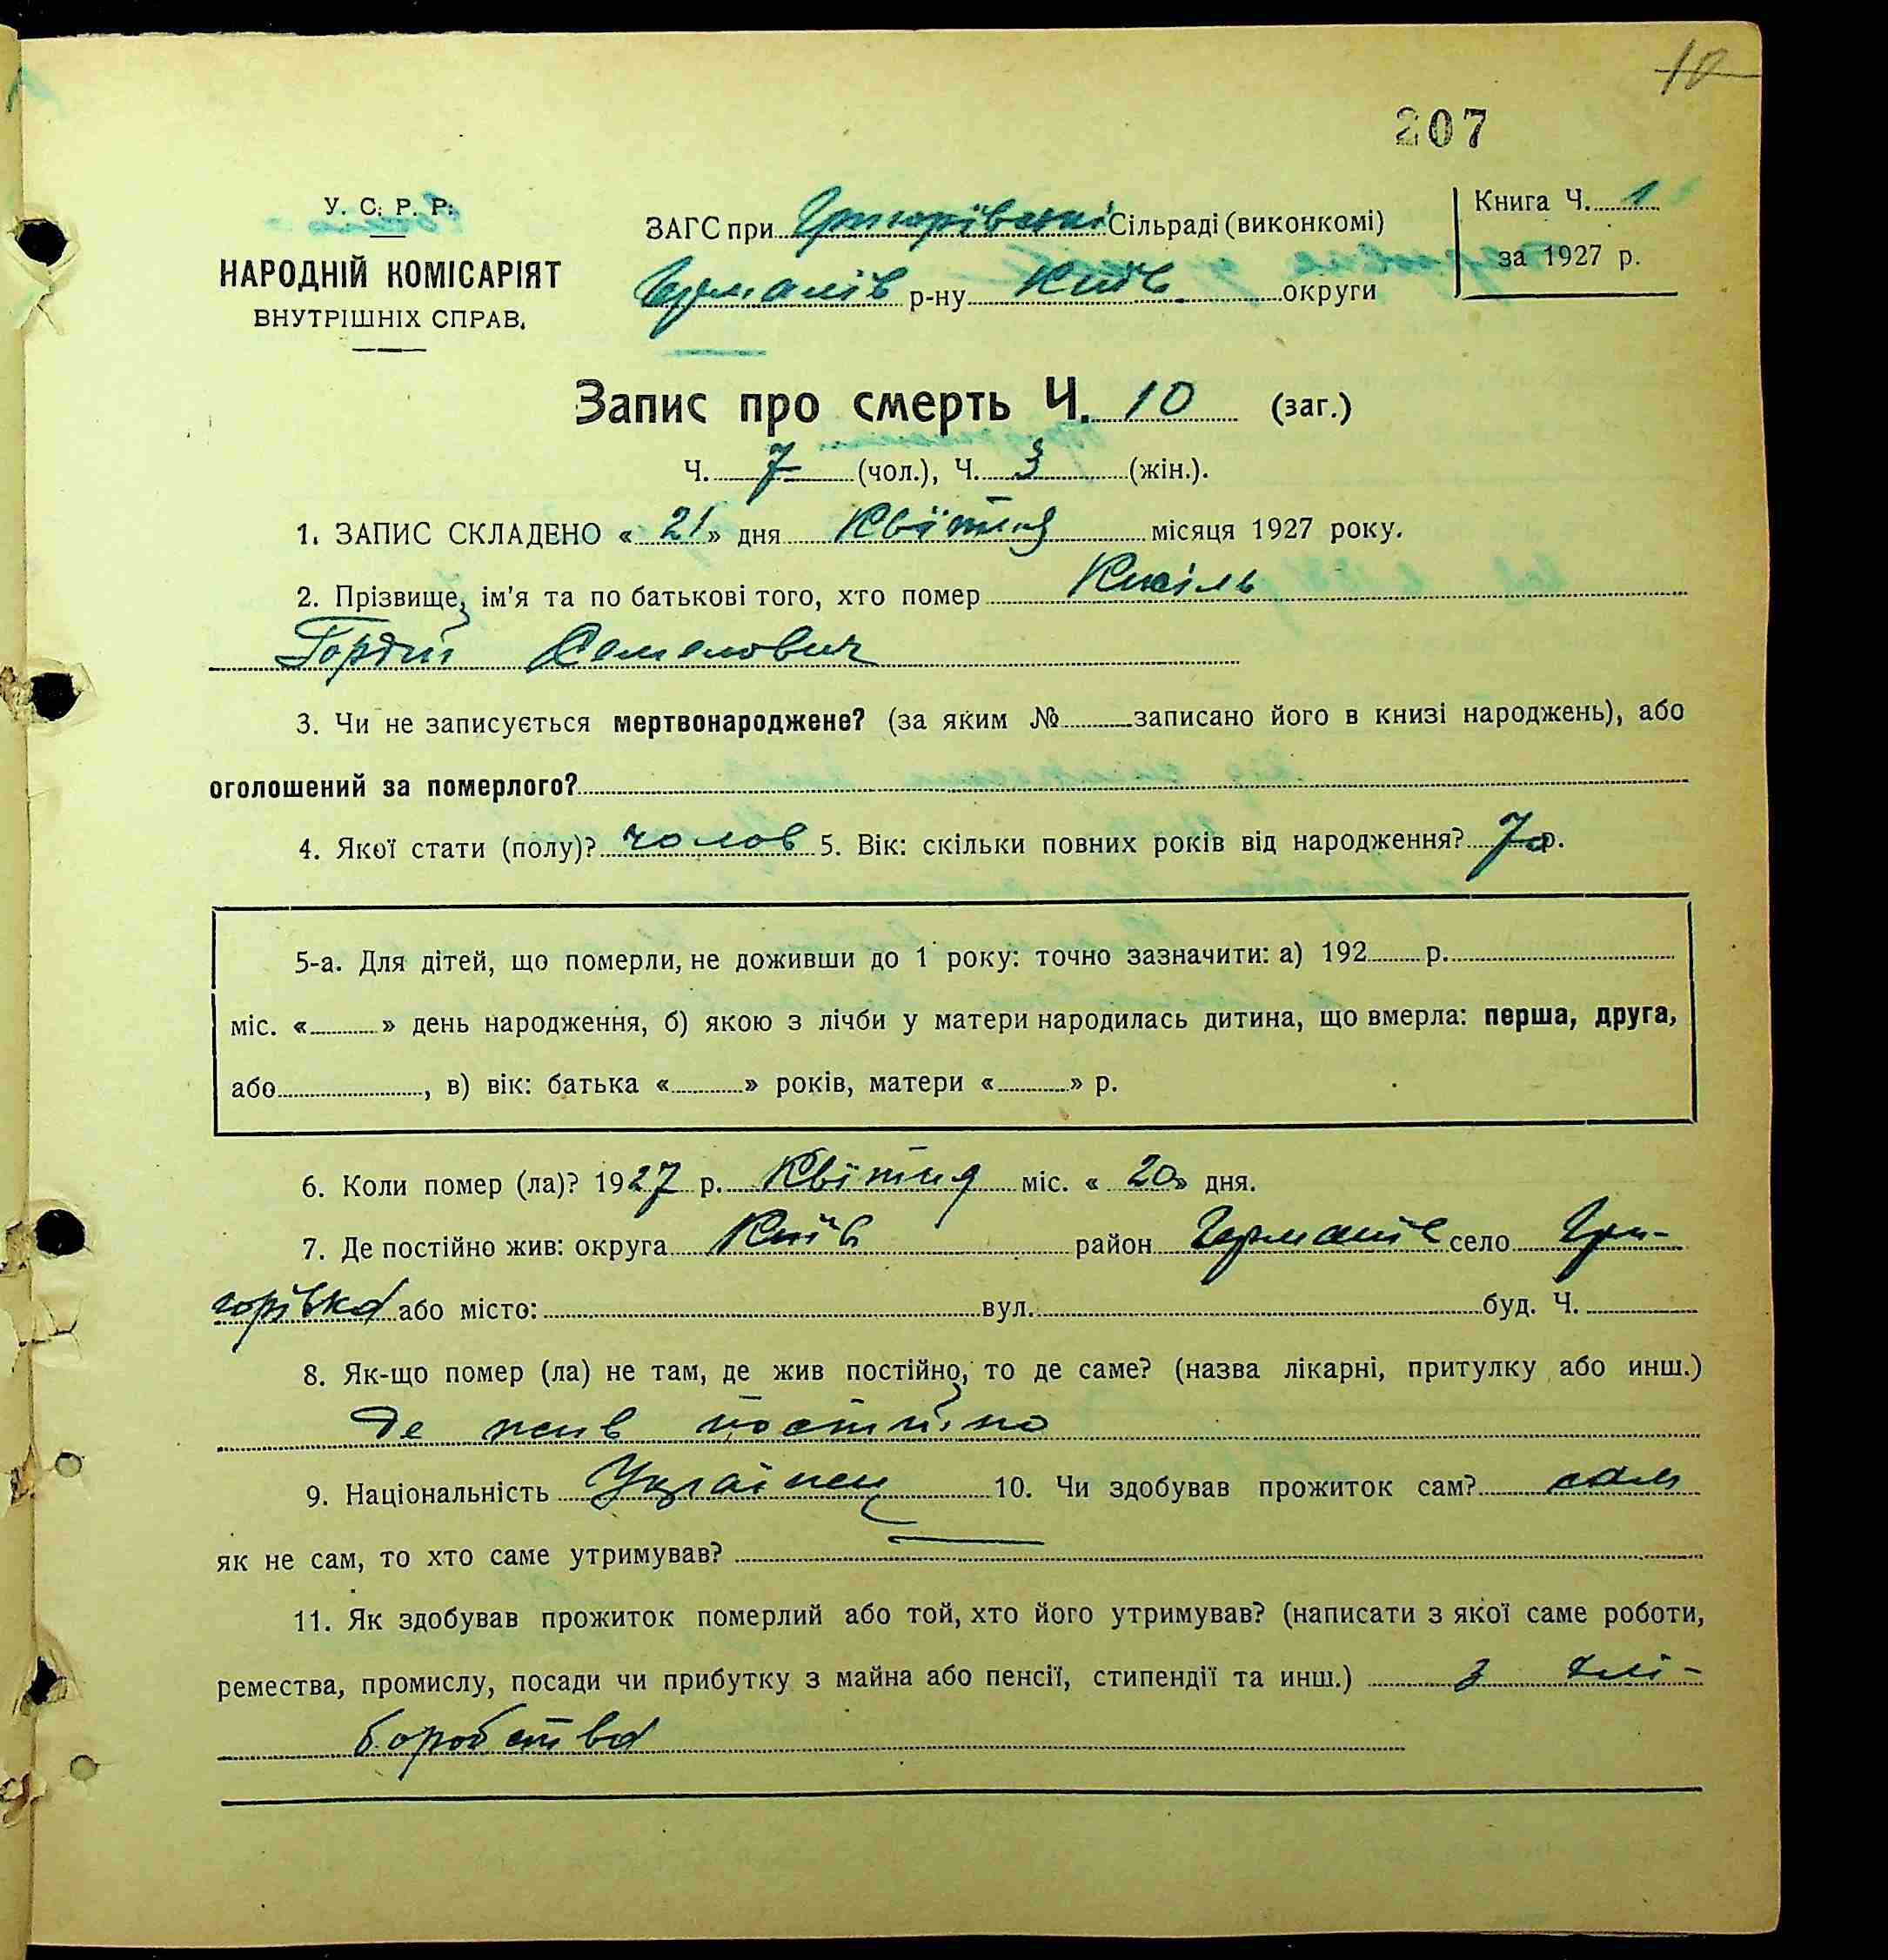 10
207
У. С. Р. Р.
НАРОДНІЙ КОМІСАРІЯТ
ВНУТРІШНІХ СПРАВ.
ЗАГС при Григорівські Сільраді (виконкомі)
Германів р-ну Київ округи
Книга Ч. 1
за 1927 р.
Запис про смерть Ч. 10 (заг.)
Ч. 7 (чол.), Ч. 3 (жін.).
1. ЗАПИС СКЛАДЕНО « 21 » дня Квітня місяця 1927 року.
2. Прізвище, ім'я та по батькові того, хто помер Кизіль
Гордій Семенович
3. Чи не записується мертвонароджене? (за яким № записано його в книзі народжень), або
оголошений за померлого?
4. Якої стати (полу)? чолов 5. Вік: скільки повних років від народження? 70 р.
5-а. Для дітей, що померли, не доживши до 1 року: точно зазначити: а) 192 р.
міс. « » день народження, б) якою з лічби у матери народилась дитина, що вмерла: перша, друга,
або , в) вік: батька « » років, матери « » р.
6. Коли помер (ла)? 1927 р. Квітня міс. « 20 » дня.
7. Де постійно жив: округа Київ район Германів село Гри-
горівка або місто: вул. буд. Ч.
8. Як-що помер (ла) не там, де жив постійно, то де саме? (назва лікарні, притулку або инш.)
де жив постійно
9. Національність Українец 10. Чи здобував прожиток сам? сам
як не сам, то хто саме утримував?
11. Як здобував прожиток померлий або той, хто його утримував? (написати з якої саме роботи,
ремества, промислу, посади чи прибутку з майна або пенсії, стипендії та инш.) з хлі-
боробства